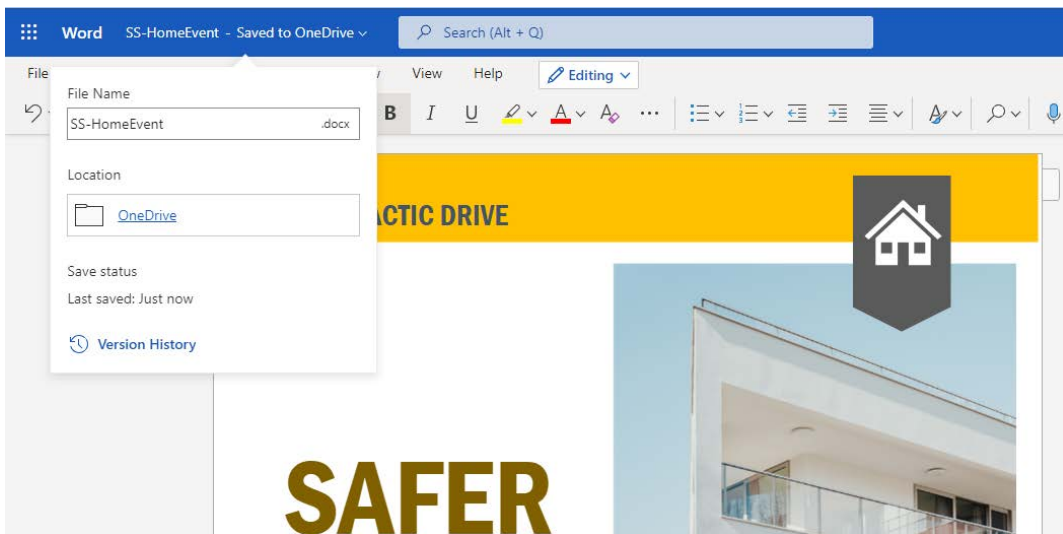 Word SS-HomeEvent - Saved to OneDrive Search (Alt + Q)
File View Help Editing
File Name
SS-HomeEvent .docx
B I U A A ...
Location
OneDrive
ACTIC DRIVE
Save status
Last saved: Just now
Version History
SAFER